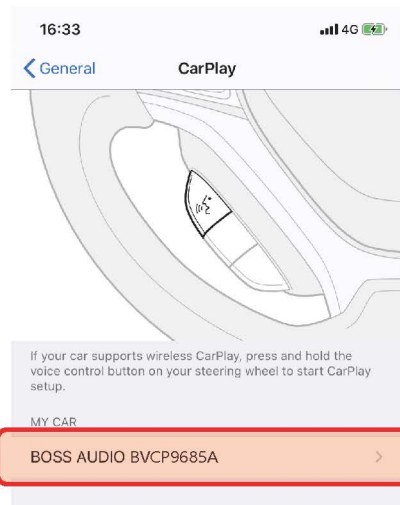 16:33 4G
General CarPlay
If your car supports wireless CarPlay, press and hold the
voice control button on your steering wheel to start CarPlay
setup.
MY CAR
BOSS AUDIO BVCP9685A